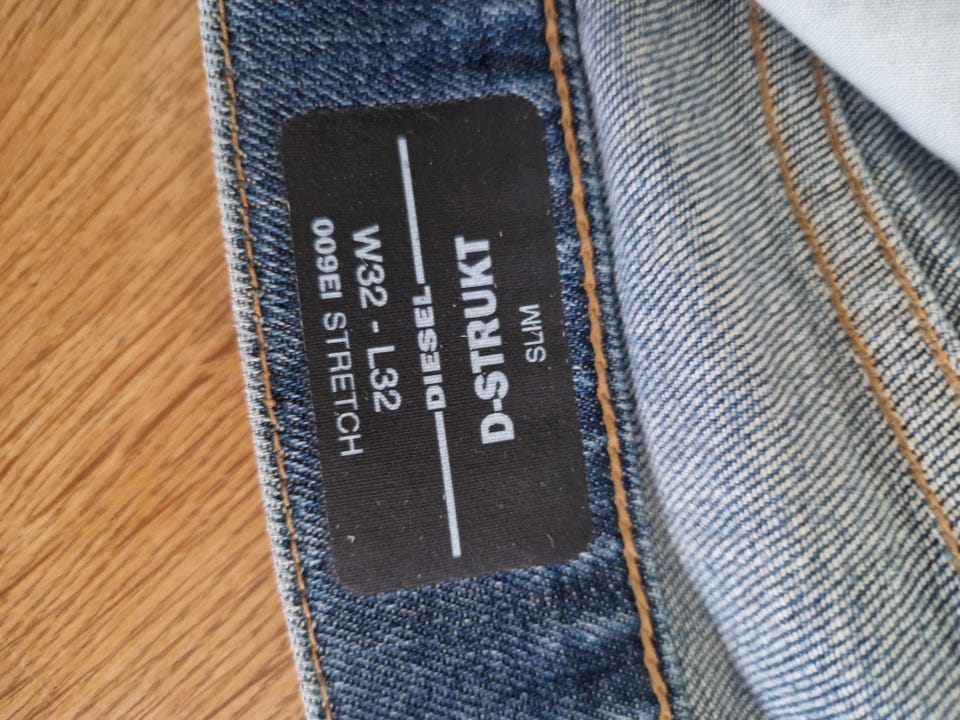 DIESEL
D-STRUKT
SLIM
W32 - L32
009EI STRETCH